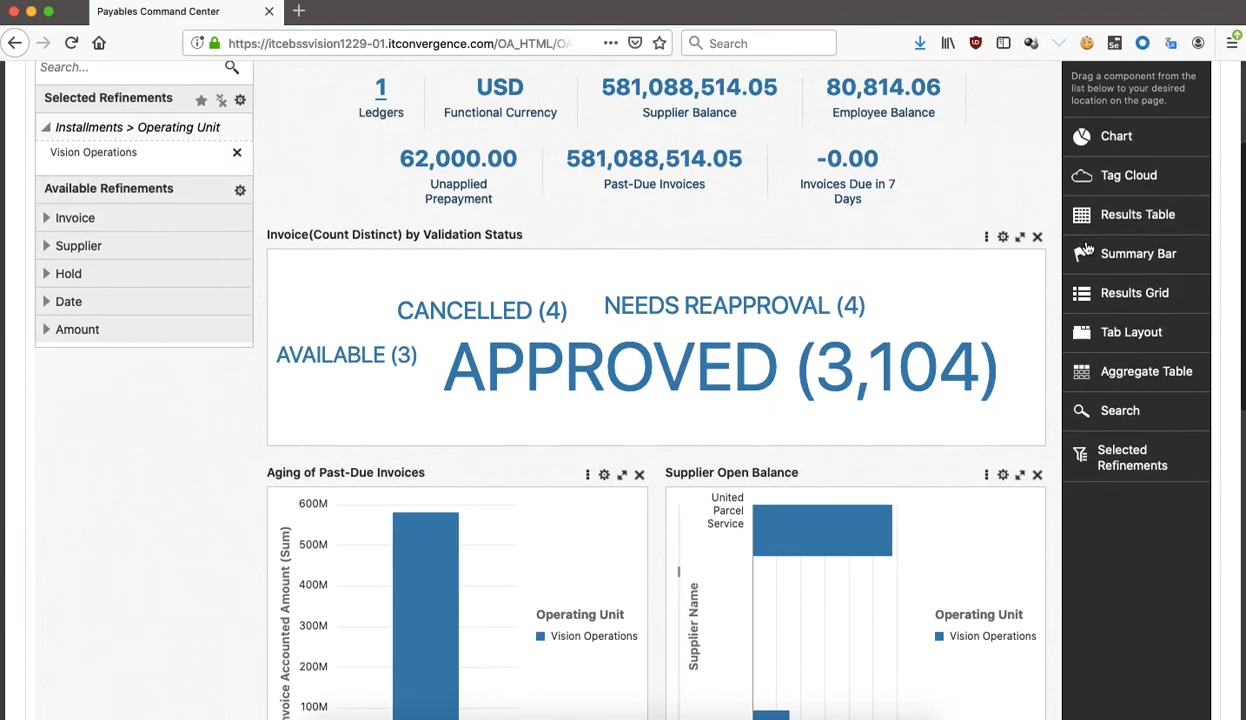 Payables Command Center
https://itcebssvision1229-01.itconvergence.com/OA_HTML/OA
Search
Search...
Selected Refinements
Installments > Operating Unit
Vision Operations
Available Refinements
Invoice
Supplier
Hold
Date
Amount
1
Ledgers
USD
Functional Currency
581,088,514.05
Supplier Balance
80,814.06
Employee Balance
62,000.00
Unapplied
Prepayment
581,088,514.05
Past-Due Invoices
-0.00
Invoices Due in 7
Days
Invoice(Count Distinct) by Validation Status
CANCELLED (4)
NEEDS REAPPROVAL (4)
AVAILABLE (3)
APPROVED (3,104)
Aging of Past-Due Invoices
600M
500M
400M
300M
200M
100M
nvoice Accounted Amount (Sum)
Operating Unit
Vision Operations
Supplier Open Balance
United
Parcel
Service
Supplier Name
Operating Unit
Vision Operations
Drag a component from the
list below to your desired
location on the page.
Chart
Tag Cloud
Results Table
Summary Bar
Results Grid
Tab Layout
Aggregate Table
Search
Selected
Refinements